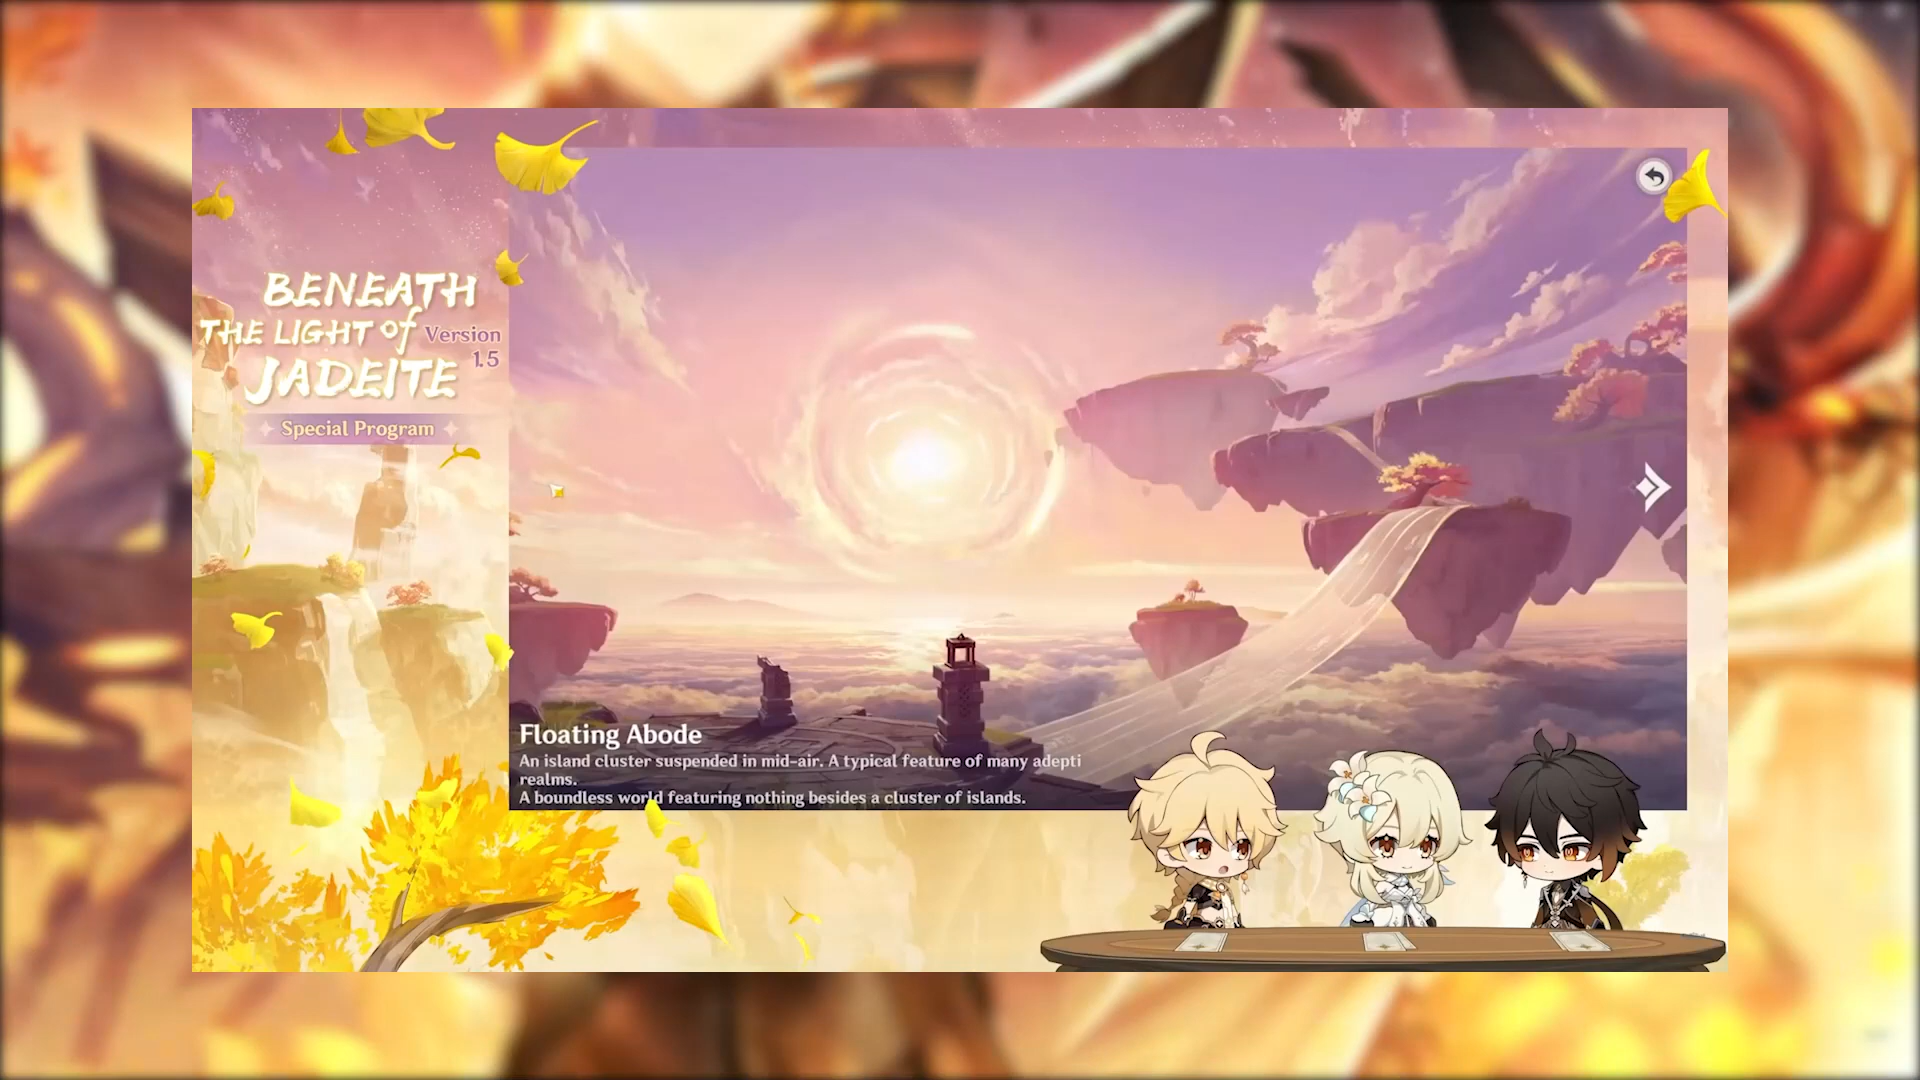 BENEATH
THE LIGHT of
Version
1.5
JADEITE
Special Program
Floating Abode
An island cluster suspended in mid-air. A typical feature of many adepti
realms.
A boundless world featuring nothing besides a cluster of islands.